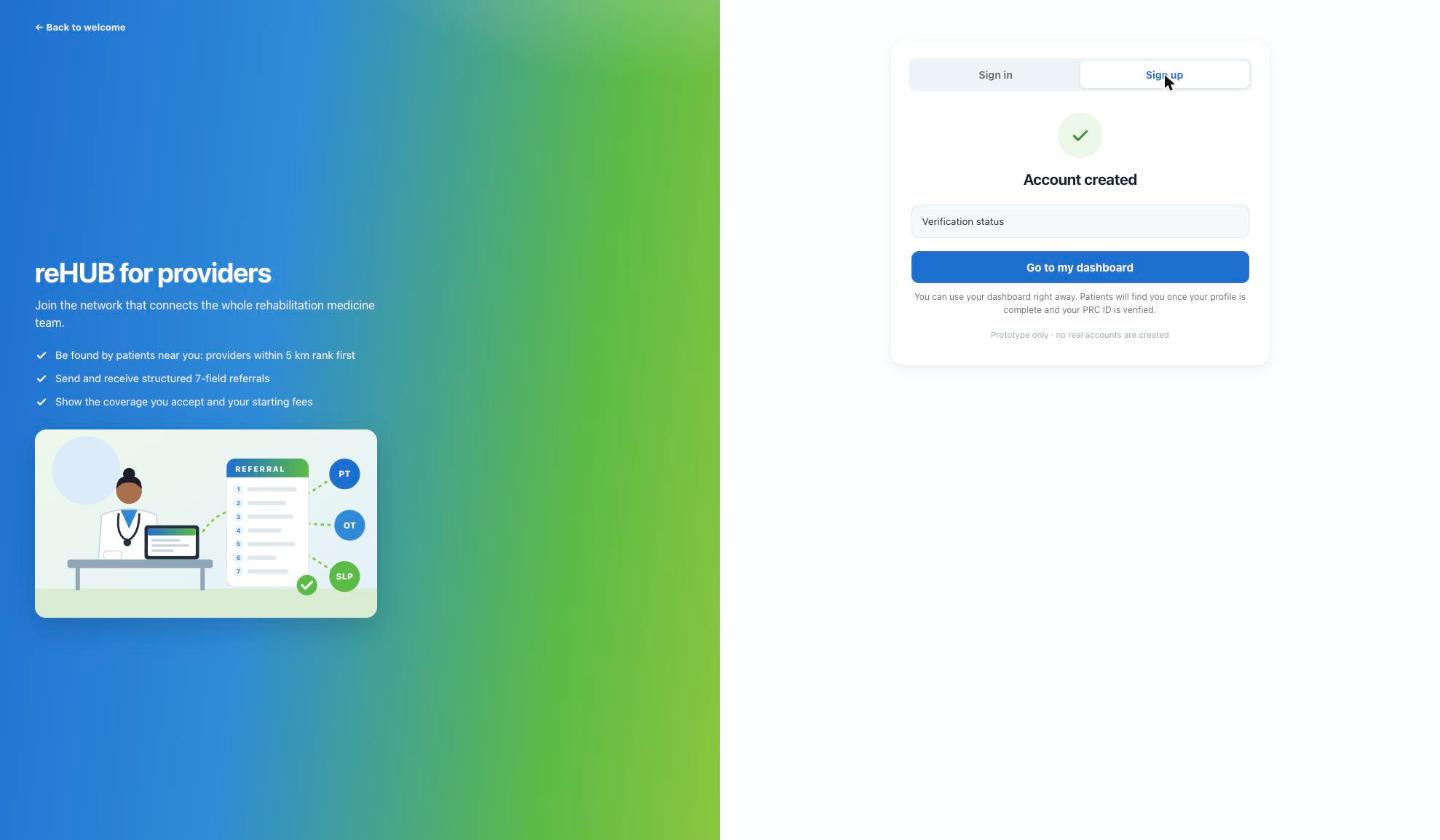 ← Back to welcome
reHUB for providers
Join the network that connects the whole rehabilitation medicine
team.
Be found by patients near you: providers within 5 km rank first
Send and receive structured 7-field referrals
Show the coverage you accept and your starting fees
REFERRAL
1
2
3
4
5
6
7
PT
OT
SLP
Sign in
Sign up
Account created
Verification status
Go to my dashboard
You can use your dashboard right away. Patients will find you once your profile is
complete and your PRC ID is verified.
Prototype only · no real accounts are created